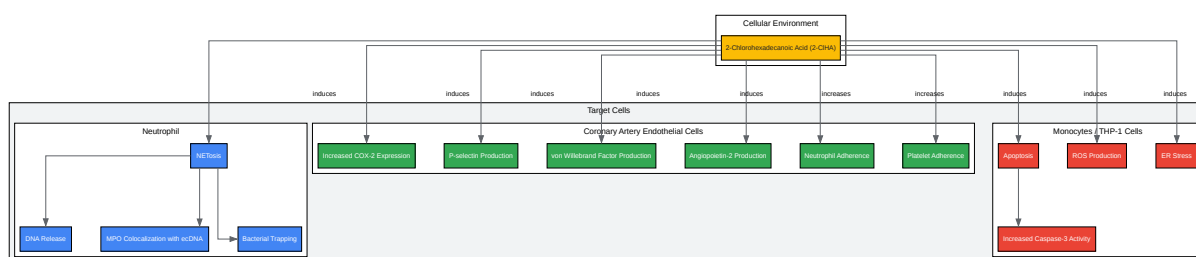 Cellular Environment
2-Chlorohexadecanoic Acid (2-ClHA)
induces
induces
induces
induces
induces
increases
increases
induces
induces
induces
Target Cells
Neutrophil
Coronary Artery Endothelial Cells
Monocytes / THP-1 Cells
NETosis
Increased COX-2 Expression
P-selectin Production
von Willebrand Factor Production
Angiopoietin-2 Production
Neutrophil Adherence
Platelet Adherence
Apoptosis
ROS Production
ER Stress
DNA Release
MPO Colocalization with ecDNA
Bacterial Trapping
Increased Caspase-3 Activity